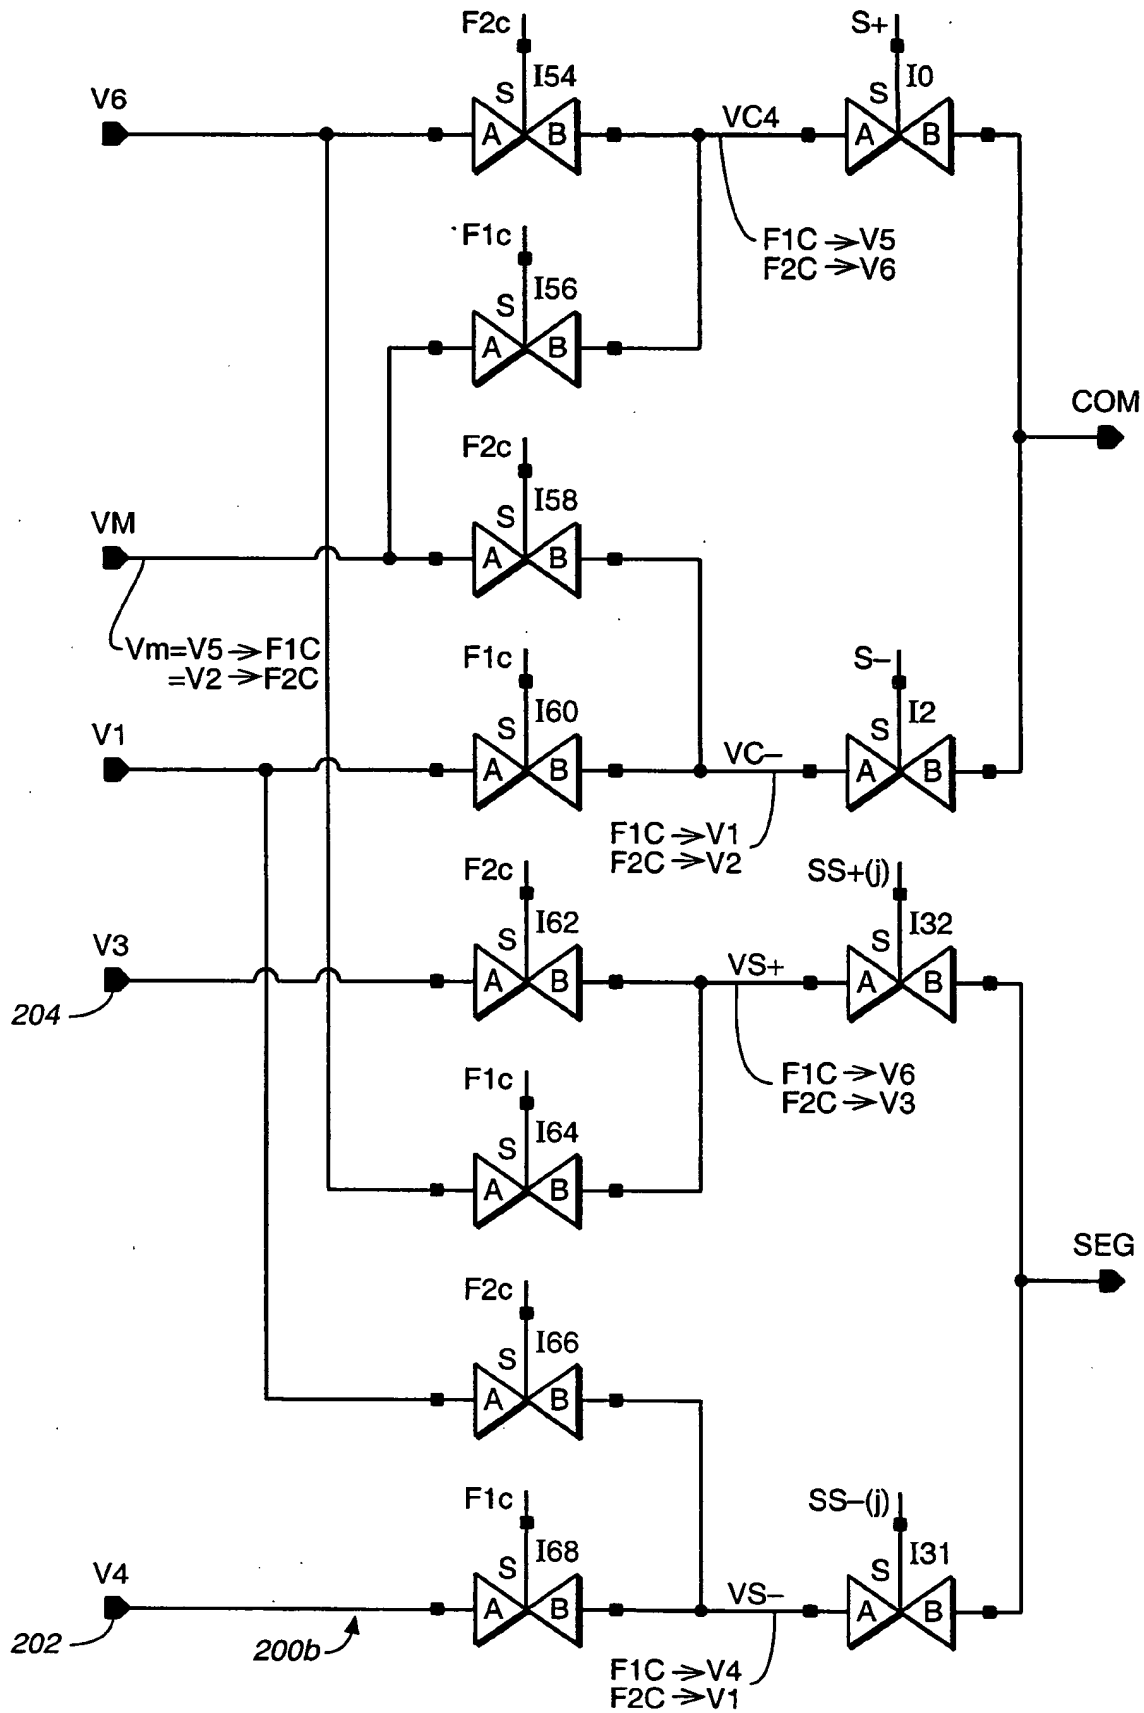 F2c
S+
V6
S
I54
S
I0
A
B
VC4
A
B
F1c
F1C → V5
F2C → V6
S
I56
A
B
COM
F2c
VM
S
I58
A
B
Vm=V5 → F1C
=V2 → F2C
F1c
S–
V1
S
I60
S
I2
A
B
VC–
A
B
F1C → V1
F2C → V2
F2c
SS+(j)
V3
S
I62
S
I32
204
A
B
VS+
A
B
F1c
F1C → V6
F2C → V3
S
I64
A
B
SEG
F2c
S
I66
A
B
F1c
SS–(j)
V4
S
I68
S
I31
202
200b
A
B
VS–
A
B
F1C → V4
F2C → V1